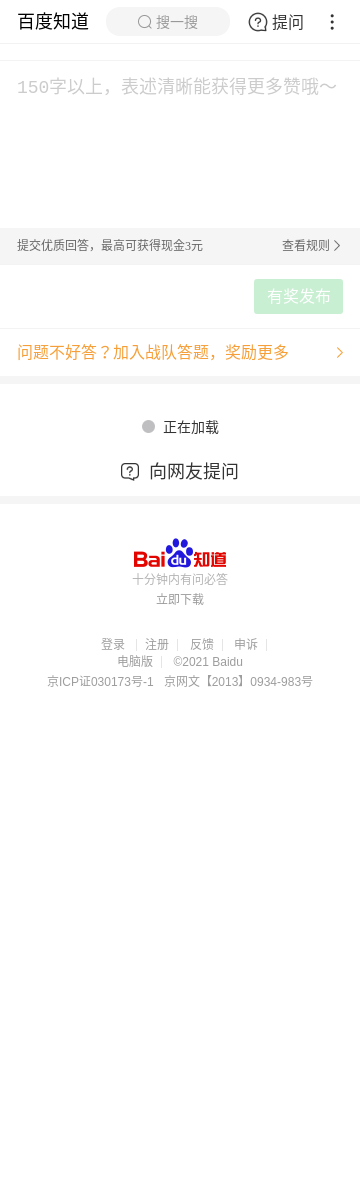 百度知道 搜一搜 提问
150字以上，表述清晰能获得更多赞哦～
提交优质回答，最高可获得现金3元 查看规则
有奖发布
问题不好答？加入战队答题，奖励更多
正在加载
向网友提问
Bai du 知道
十分钟内有问必答
立即下载
登录 注册 反馈 申诉
电脑版 ©2021 Baidu
京ICP证030173号-1 京网文【2013】0934-983号